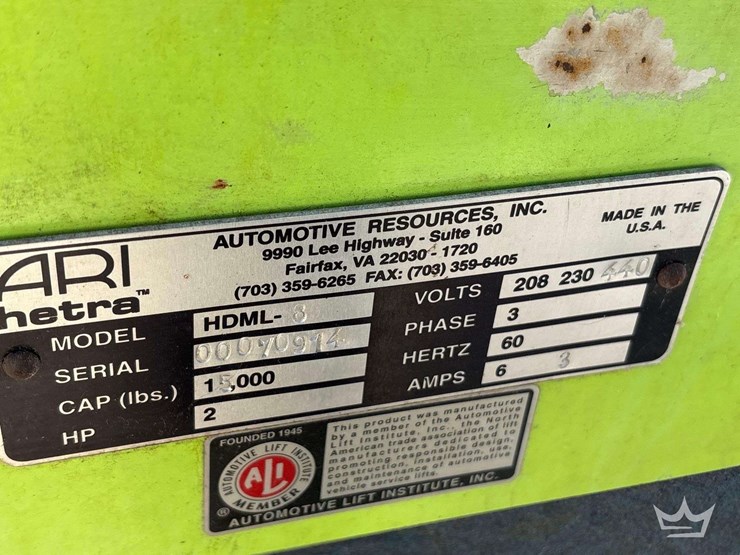 ARI
hetra™
AUTOMOTIVE RESOURCES, INC.
9990 Lee Highway - Suite 160
Fairfax, VA 22030 - 1720
(703) 359-6265 FAX: (703) 359-6405
MADE IN THE
U.S.A.
MODEL HDML-8
SERIAL
CAP (lbs.) 15,000
HP 2
VOLTS 208 230 440
PHASE 3
HERTZ 60
AMPS 6 3
FOUNDED 1945
AUTOMOTIVE LIFT INSTITUTE
ALI
MEMBER
®
This product was manufactured
by a member of the Automotive
Lift Institute, Inc., the North
American trade association of lift
manufacturers dedicated to
promoting responsible design,
construction, installation, use,
and maintenance of automotive
vehicle service lifts.
AUTOMOTIVE LIFT INSTITUTE, INC.